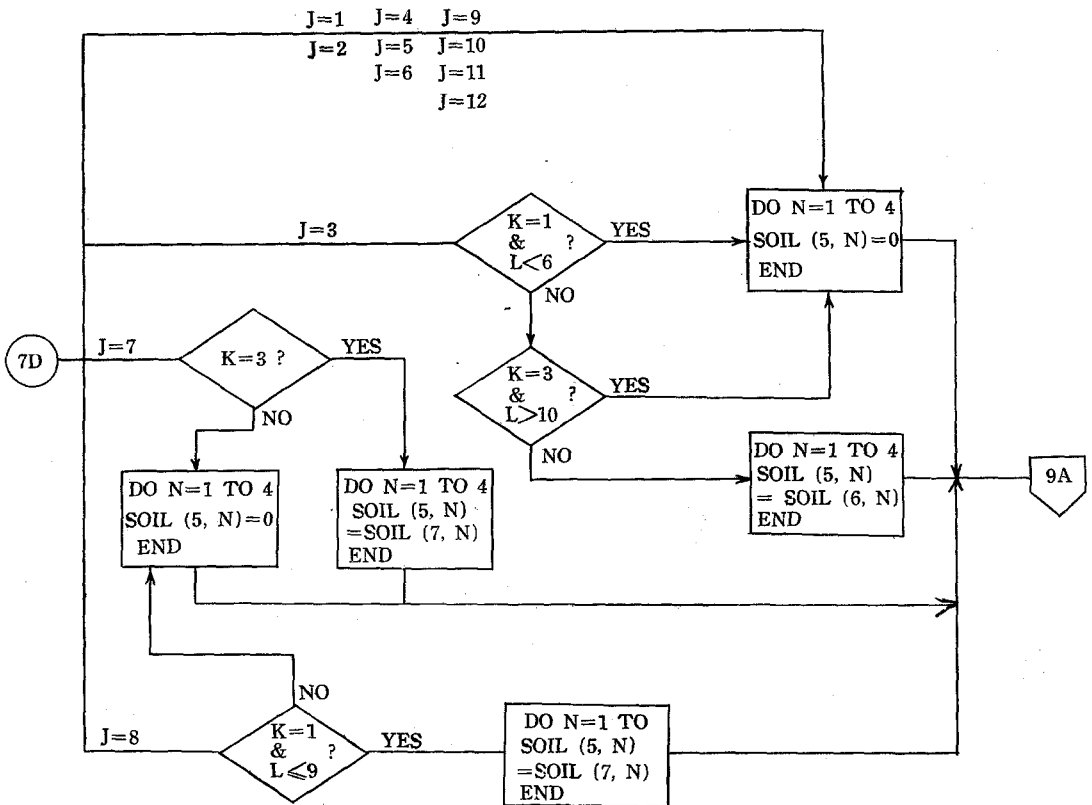 J=1 J=4 J=9
J=2 J=5 J=10
J=6 J=11
J=12
J=3
K=1
& ?
L<6
YES
NO
DO N=1 TO 4
SOIL (5, N)=0
END
7D
J=7
K=3 ?
YES
NO
K=3
& ?
L>10
YES
NO
DO N=1 TO 4
SOIL (5, N)=0
END
DO N=1 TO 4
SOIL (5, N)
=SOIL (7, N)
END
DO N=1 TO 4
SOIL (5, N)
= SOIL (6, N)
END
9A
J=8
K=1
& ?
L⩽9
NO
YES
DO N=1 TO
SOIL (5, N)
=SOIL (7, N)
END